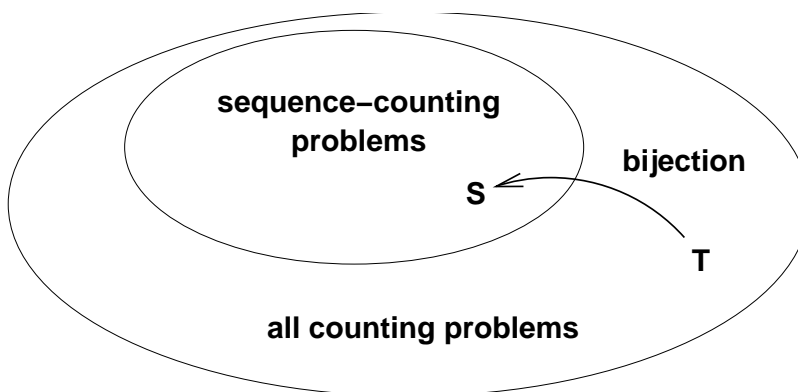 sequence–counting
problems
bijection
S
T
all counting problems